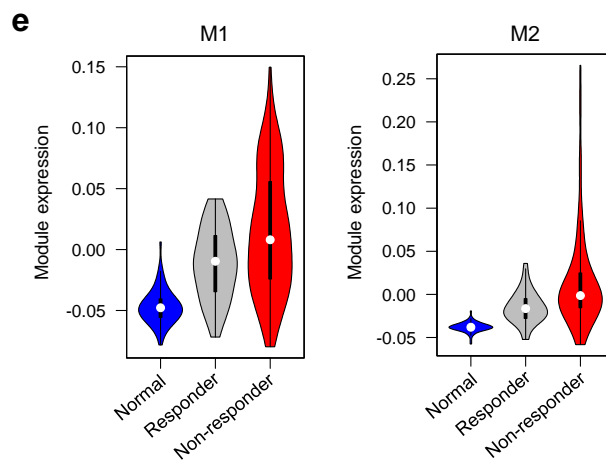 e
M1
Module expression
0.15
0.10
0.05
0.00
-0.05
Normal
Responder
Non-responder
M2
Module expression
0.25
0.20
0.15
0.10
0.05
0.00
-0.05
Normal
Responder
Non-responder